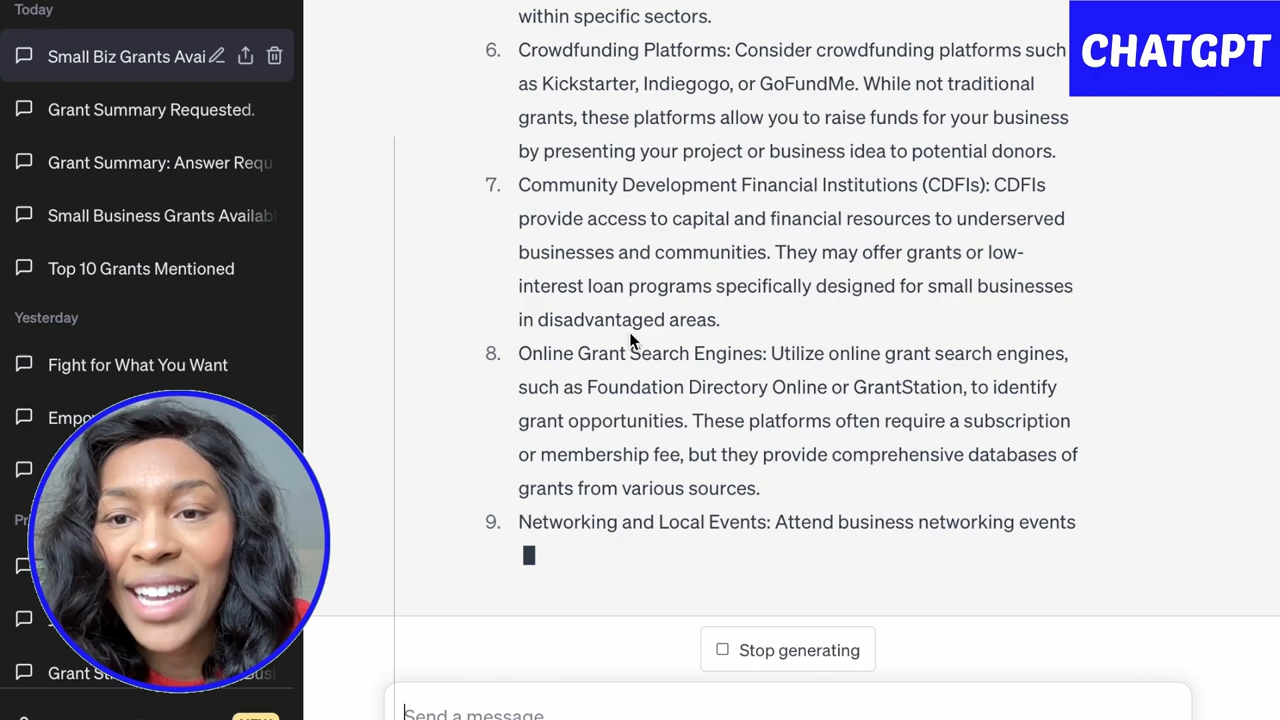 Today
Small Biz Grants Avai
Grant Summary Requested.
Grant Summary: Answer Requ
Small Business Grants Availab
Top 10 Grants Mentioned
Yesterday
Fight for What You Want
CHATGPT
within specific sectors.
6. Crowdfunding Platforms: Consider crowdfunding platforms such
as Kickstarter, Indiegogo, or GoFundMe. While not traditional
grants, these platforms allow you to raise funds for your business
by presenting your project or business idea to potential donors.
7. Community Development Financial Institutions (CDFIs): CDFIs
provide access to capital and financial resources to underserved
businesses and communities. They may offer grants or low-
interest loan programs specifically designed for small businesses
in disadvantaged areas.
8. Online Grant Search Engines: Utilize online grant search engines,
such as Foundation Directory Online or GrantStation, to identify
grant opportunities. These platforms often require a subscription
or membership fee, but they provide comprehensive databases of
grants from various sources.
9. Networking and Local Events: Attend business networking events
Stop generating
Send a message
Grant